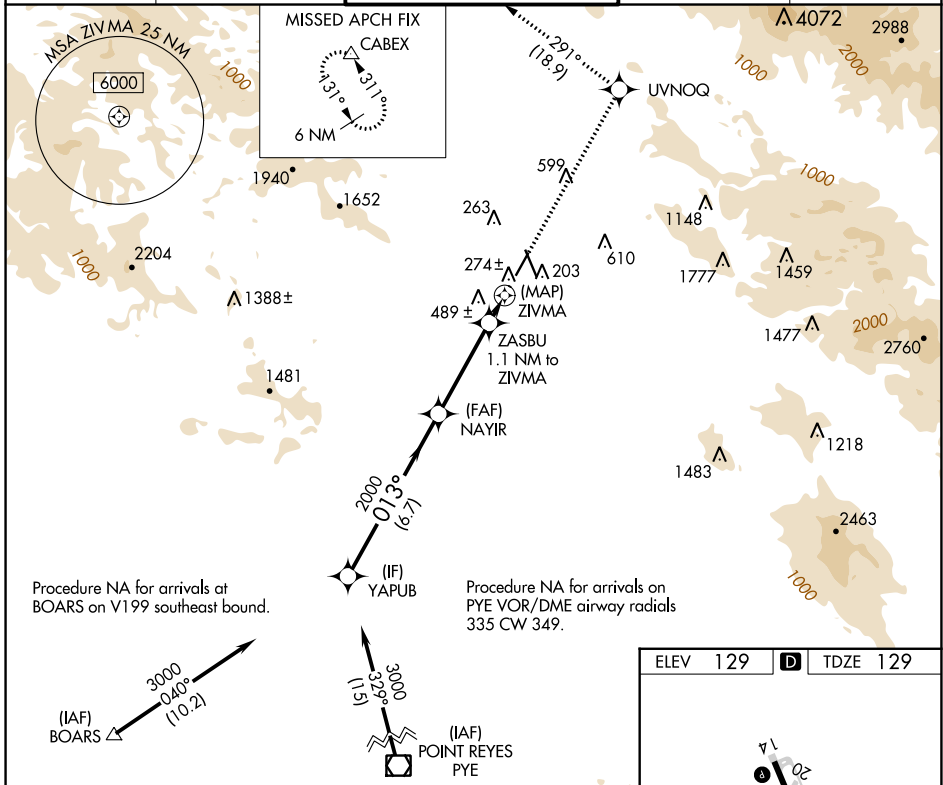 MSA ZIVMA 25 NM
6000
MISSED APCH FIX
CABEX
131°
311°
6 NM
291°
(18.9)
UVNOQ
4072
2988
1000
2000
1000
1000
1940
1652
599
263
1148
610
1777
1459
2204
1000
1388±
274±
203
(MAP)
ZIVMA
489 ±
ZASBU
1.1 NM to
ZIVMA
1477
2000
2760
1481
(FAF)
NAYIR
1218
1483
2000
013°
(6.7)
2463
1000
(IF)
YAPUB
Procedure NA for arrivals at
BOARS on V199 southeast bound.
Procedure NA for arrivals on
PYE VOR/DME airway radials
335 CW 349.
3000
040°
(10.2)
(IAF)
BOARS
3000
329°
(15)
(IAF)
POINT REYES
PYE
ELEV 129 D TDZE 129
14
20
P